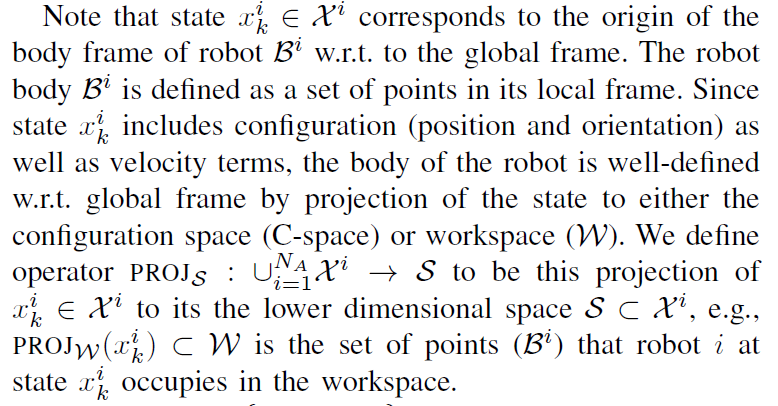 Note that state $x_k^i \in \mathcal{X}^i$ corresponds to the origin of the
body frame of robot $\mathcal{B}^i$ w.r.t. to the global frame. The robot
body $\mathcal{B}^i$ is defined as a set of points in its local frame. Since
state $x_k^i$ includes configuration (position and orientation) as
well as velocity terms, the body of the robot is well-defined
w.r.t. global frame by projection of the state to either the
configuration space (C-space) or workspace ($\mathcal{W}$). We define
operator $\text{PROJ}_{\mathcal{S}} : \cup_{i=1}^{N_A} \mathcal{X}^i \to \mathcal{S}$ to be this projection of
$x_k^i \in \mathcal{X}^i$ to its the lower dimensional space $\mathcal{S} \subset \mathcal{X}^i$, e.g.,
$\text{PROJ}_{\mathcal{W}}(x_k^i) \subset \mathcal{W}$ is the set of points ($\mathcal{B}^i$) that robot $i$ at
state $x_k^i$ occupies in the workspace.